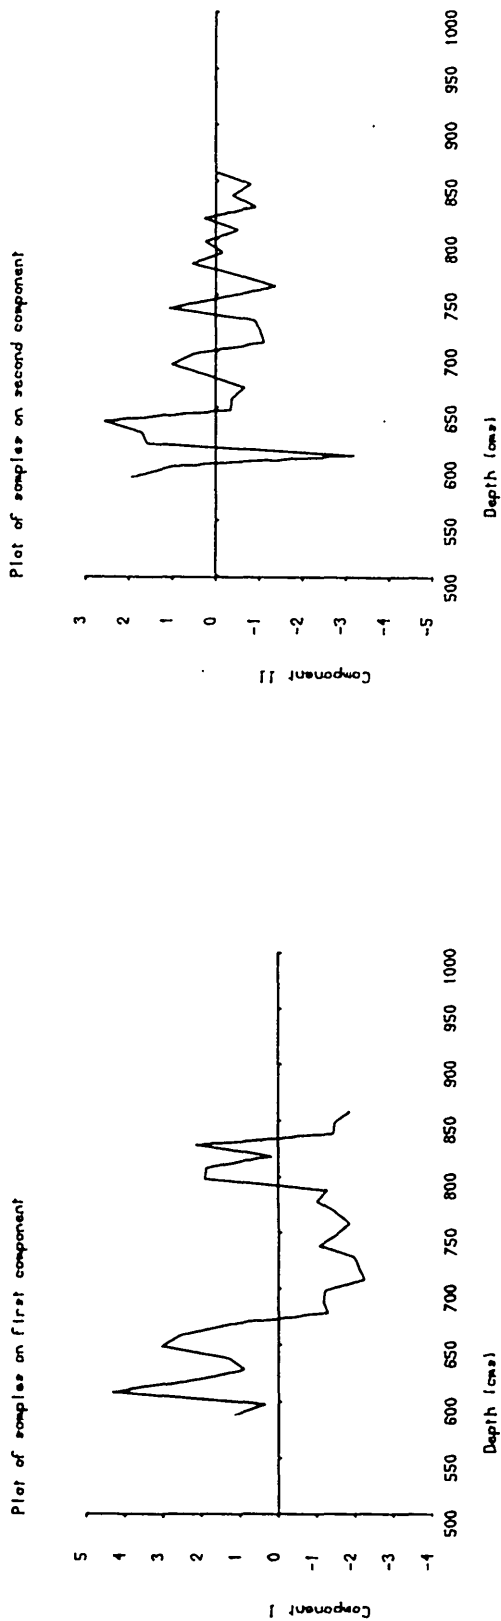 Plot of samples on first component
5
4
3
2
1
0
-1
-2
-3
-4
Component I
500 550 600 650 700 750 800 850 900 950 1000
Depth (cms)
Plot of samples on second component
3
2
1
0
-1
-2
-3
-4
-5
Component II
500 550 600 650 700 750 800 850 900 950 1000
Depth (cms)